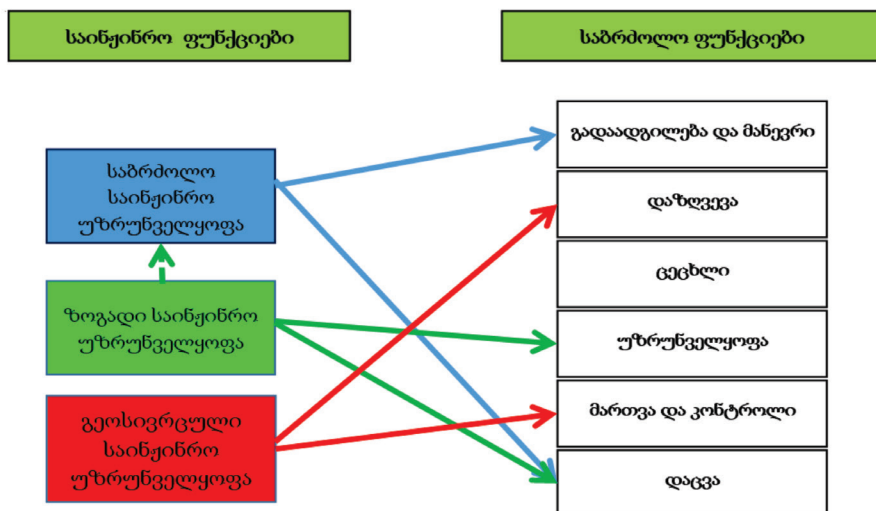 საინჟინრო ფუნქციები
საბრძოლო ფუნქციები
საბრძოლო
საინჟინრო
უზრუნველყოფა
ზოგადი საინჟინრო
უზრუნველყოფა
გეოსივრცული
საინჟინრო
უზრუნველყოფა
გადაადგილება და მანევრი
დაზღვევა
ცეცხლი
უზრუნველყოფა
მართვა და კონტროლი
დაცვა